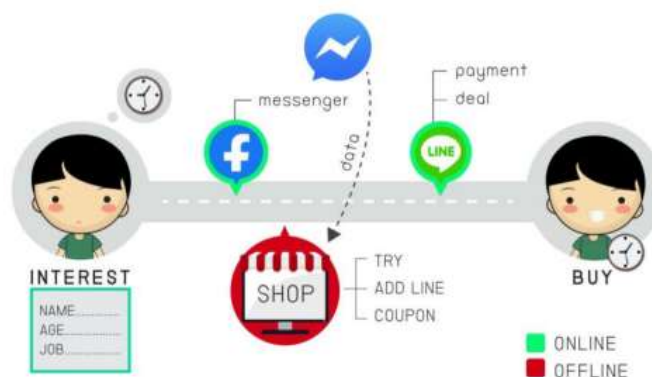 payment
deal
messenger
LINE
data
INTEREST
NAME
AGE
JOB
SHOP
TRY
ADD LINE
COUPON
BUY
ONLINE
OFFLINE